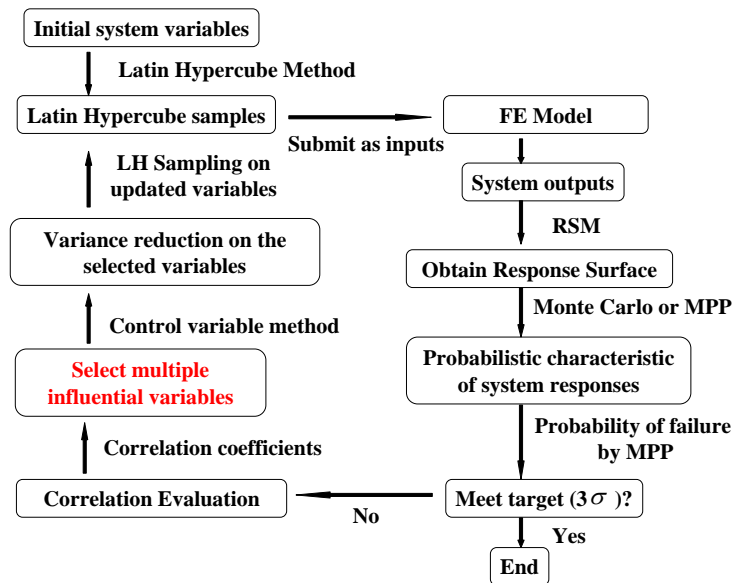 Initial system variables
Latin Hypercube Method
Latin Hypercube samples
Submit as inputs
FE Model
System outputs
RSM
Obtain Response Surface
Monte Carlo or MPP
Probabilistic characteristic
of system responses
Probability of failure
by MPP
Meet target (3σ)?
Yes
End
No
Correlation Evaluation
Correlation coefficients
Select multiple
influential variables
Control variable method
Variance reduction on the
selected variables
LH Sampling on
updated variables